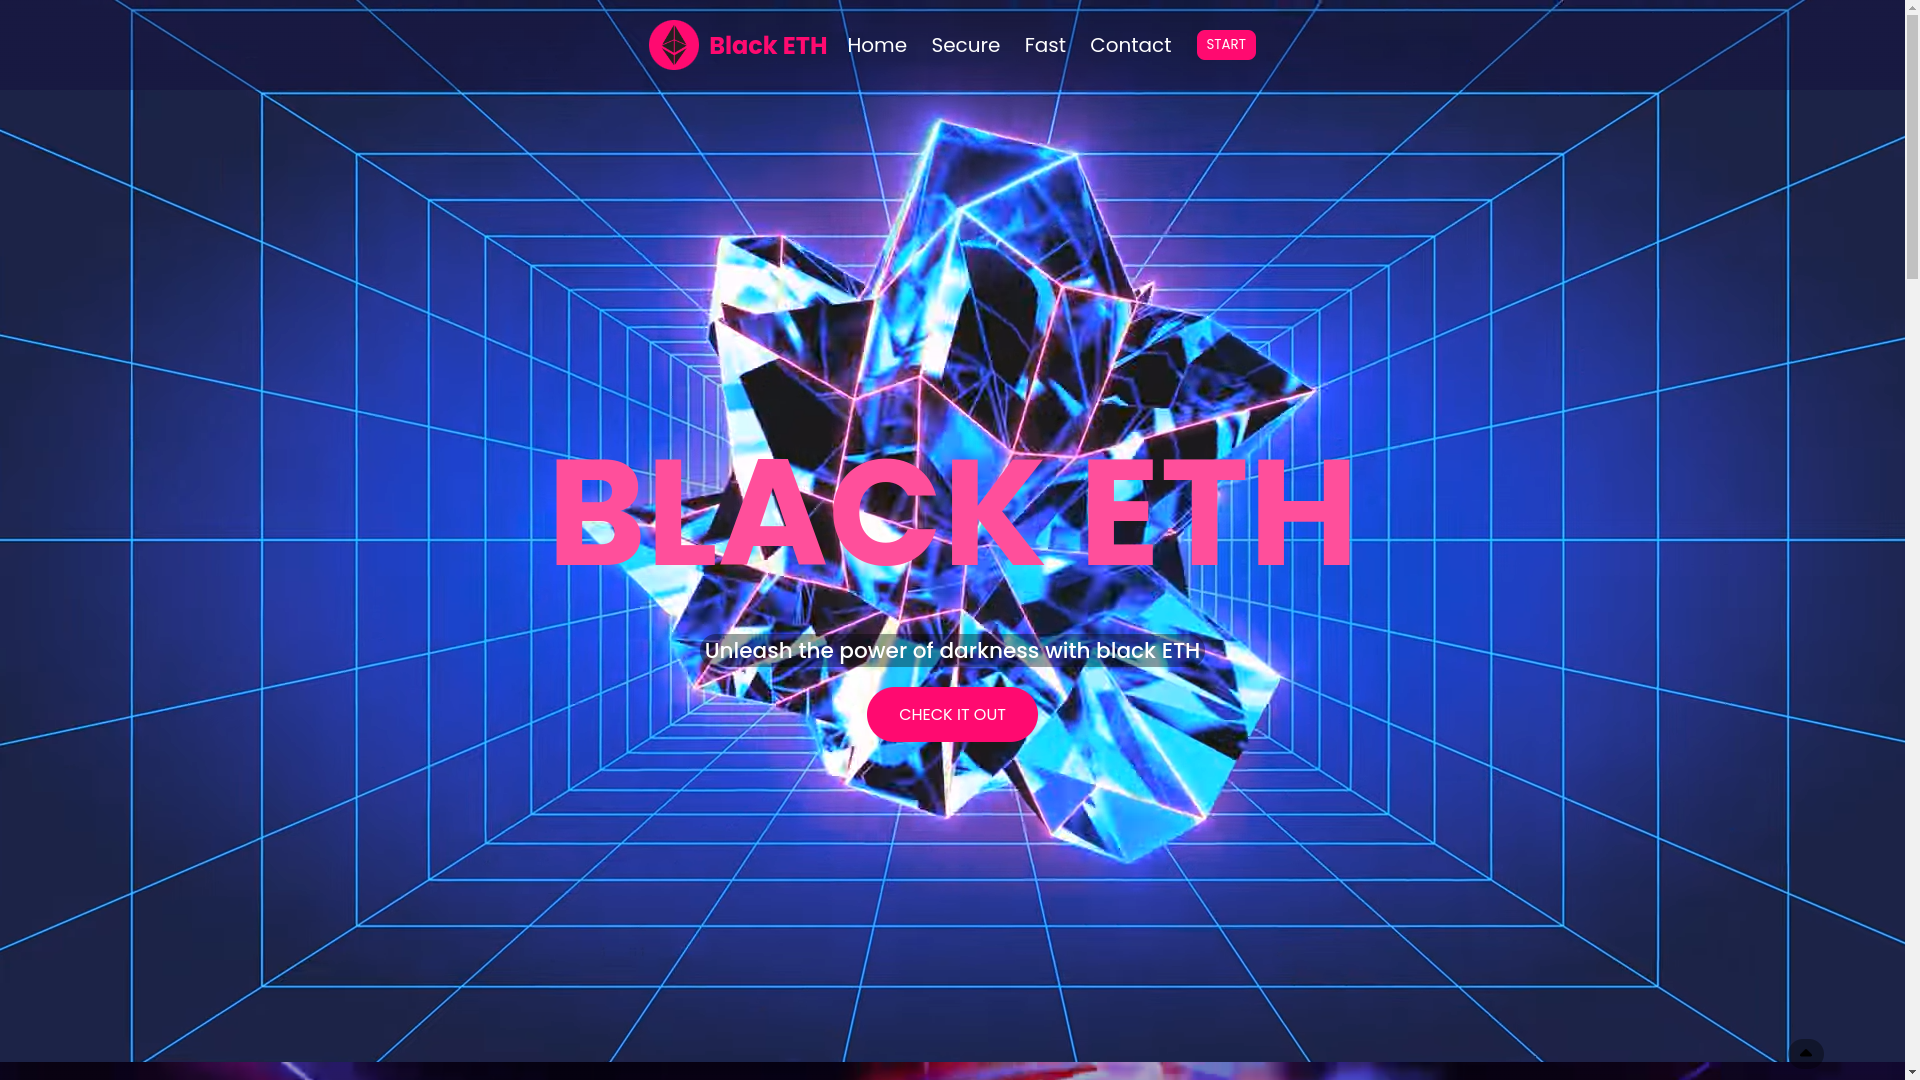 Black ETH Home Secure Fast Contact START
BLACK ETH
Unleash the power of darkness with black ETH
CHECK IT OUT